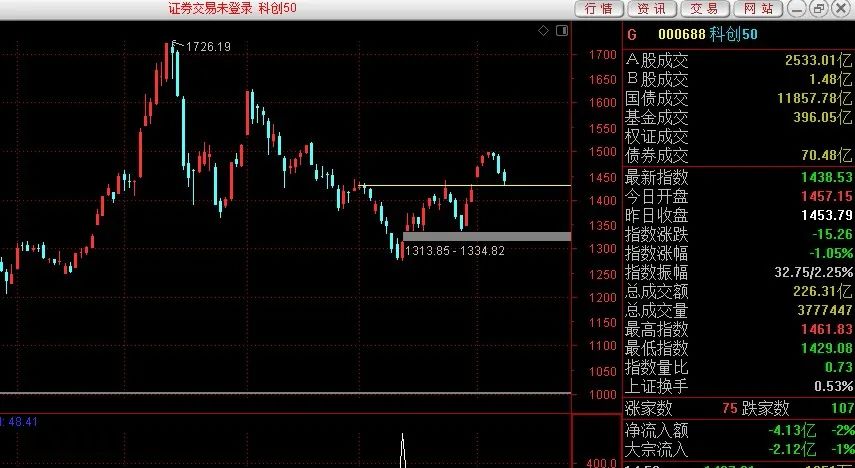 证券交易未登录 科创50
行情 资讯 交易 网站
G 000688 科创50
A股成交 2533.01亿
B股成交 1.48亿
国债成交 11857.78亿
基金成交 396.05亿
权证成交
债券成交 70.48亿
最新指数 1438.53
今日开盘 1457.15
昨日收盘 1453.79
指数涨跌 -15.26
指数涨幅 -1.05%
指数振幅 32.75/2.25%
总成交额 226.31亿
总成交量 3777447
最高指数 1461.83
最低指数 1429.08
指数量比 0.73
上证换手 0.53%
涨家数 75 跌家数 107
净流入额 -4.13亿 -2%
大宗流入 -2.12亿 -1%
1726.19
1313.85 - 1334.82
1700
1650
1600
1550
1500
1450
1400
1350
1300
1250
1200
1150
1100
1050
1000
: 48.41
400.0